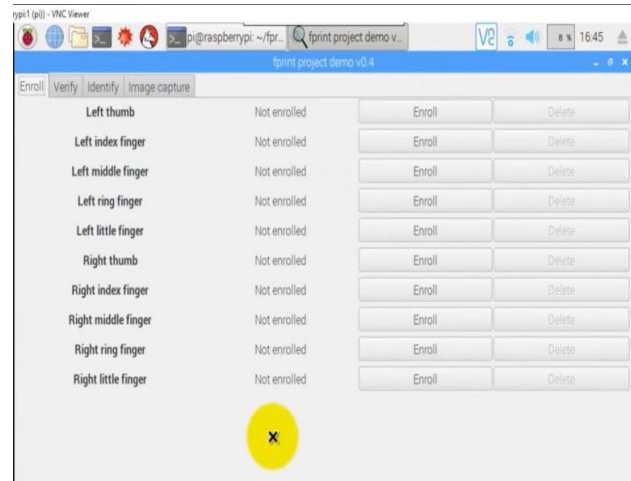 rypi:1 (pi)) - VNC Viewer
pi@raspberrypi: ~/fpr... fprint project demo v... V2 8 % 16:45
fprint project demo v0.4
Enroll Verify Identify Image capture
Left thumb Not enrolled Enroll Delete
Left index finger Not enrolled Enroll Delete
Left middle finger Not enrolled Enroll Delete
Left ring finger Not enrolled Enroll Delete
Left little finger Not enrolled Enroll Delete
Right thumb Not enrolled Enroll Delete
Right index finger Not enrolled Enroll Delete
Right middle finger Not enrolled Enroll Delete
Right ring finger Not enrolled Enroll Delete
Right little finger Not enrolled Enroll Delete